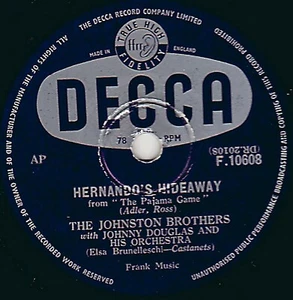 THE DECCA RECORD COMPANY LIMITED.
ALL RIGHTS OF THE MANUFACTURER AND OF THE OWNER OF THE RECORDED WORK RESERVED
UNAUTHORISED PUBLIC PERFORMANCE BROADCASTING AND COPYING OF THIS RECORD PROHIBITED
TRUE HIGH
ffrr
FIDELITY
MADE IN
ENGLAND
DECCA
78
RPM
AP
(DR.20105)
F.10608
HERNANDO'S HIDEAWAY
from "The Pajama Game"
(Adler, Ross)
THE JOHNSTON BROTHERS
with JOHNNY DOUGLAS AND
HIS ORCHESTRA
(Elsa Brunelleschi—Castanets)
Frank Music